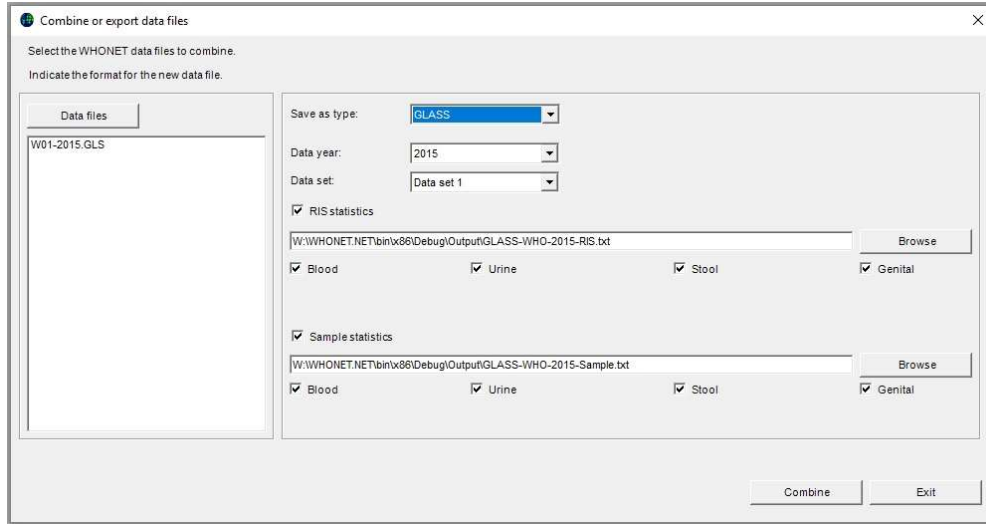 Combine or export data files
Select the WHONET data files to combine.
Indicate the format for the new data file.
Data files
W01-2015.GLS
Save as type: GLASS
Data year: 2015
Data set: Data set 1
RIS statistics
W:\WHONET.NET\bin\x86\Debug\Output\GLASS-WHO-2015-RIS.txt Browse
Blood Urine Stool Genital
Sample statistics
W:\WHONET.NET\bin\x86\Debug\Output\GLASS-WHO-2015-Sample.txt Browse
Blood Urine Stool Genital
Combine Exit